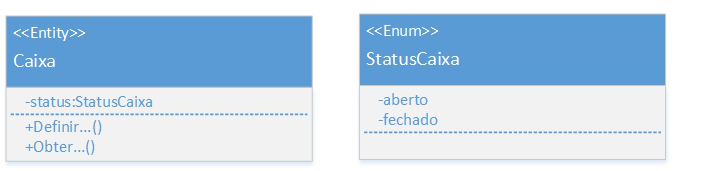 <<Entity>>
Caixa
-status:StatusCaixa
+Definir...()
+Obter...()
<<Enum>>
StatusCaixa
-aberto
-fechado